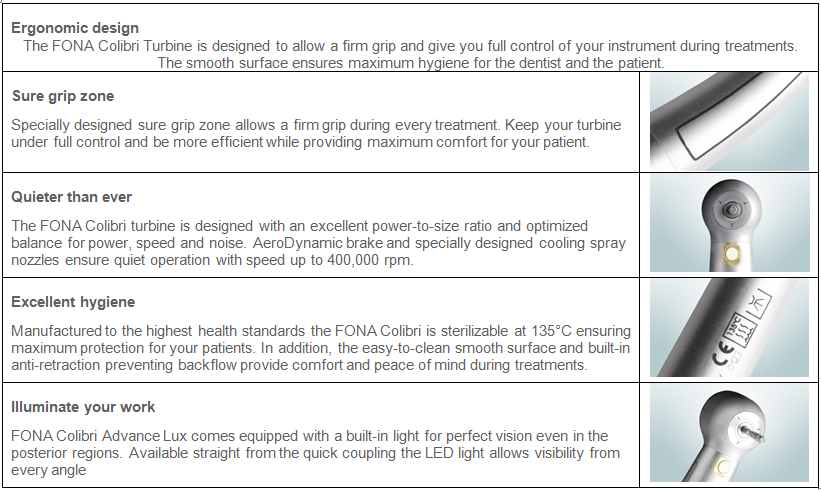 Ergonomic design
The FONA Colibri Turbine is designed to allow a firm grip and give you full control of your instrument during treatments.
The smooth surface ensures maximum hygiene for the dentist and the patient.
Sure grip zone
Specially designed sure grip zone allows a firm grip during every treatment. Keep your turbine
under full control and be more efficient while providing maximum comfort for your patient.
Quieter than ever
The FONA Colibri turbine is designed with an excellent power-to-size ratio and optimized
balance for power, speed and noise. AeroDynamic brake and specially designed cooling spray
nozzles ensure quiet operation with speed up to 400,000 rpm.
Excellent hygiene
Manufactured to the highest health standards the FONA Colibri is sterilizable at 135°C ensuring
maximum protection for your patients. In addition, the easy-to-clean smooth surface and built-in
anti-retraction preventing backflow provide comfort and peace of mind during treatments.
135°C
CE
0123
Illuminate your work
FONA Colibri Advance Lux comes equipped with a built-in light for perfect vision even in the
posterior regions. Available straight from the quick coupling the LED light allows visibility from
every angle